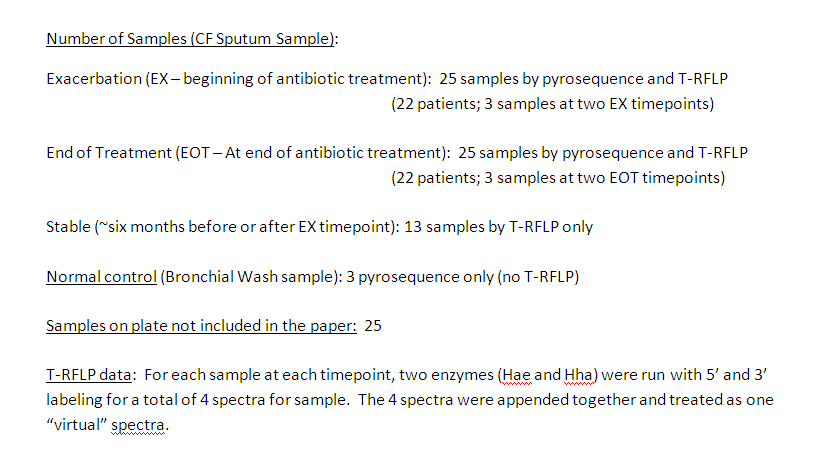 Number of Samples (CF Sputum Sample):
Exacerbation (EX – beginning of antibiotic treatment):  25 samples by pyrosequence and T-RFLP
(22 patients; 3 samples at two EX timepoints)
End of Treatment (EOT – At end of antibiotic treatment):  25 samples by pyrosequence and T-RFLP
(22 patients; 3 samples at two EOT timepoints)
Stable (~six months before or after EX timepoint): 13 samples by T-RFLP only
Normal control (Bronchial Wash sample): 3 pyrosequence only (no T-RFLP)
Samples on plate not included in the paper:  25
T-RFLP data:  For each sample at each timepoint, two enzymes (Hae and Hha) were run with 5’ and 3’
labeling for a total of 4 spectra for sample.  The 4 spectra were appended together and treated as one
“virtual” spectra.